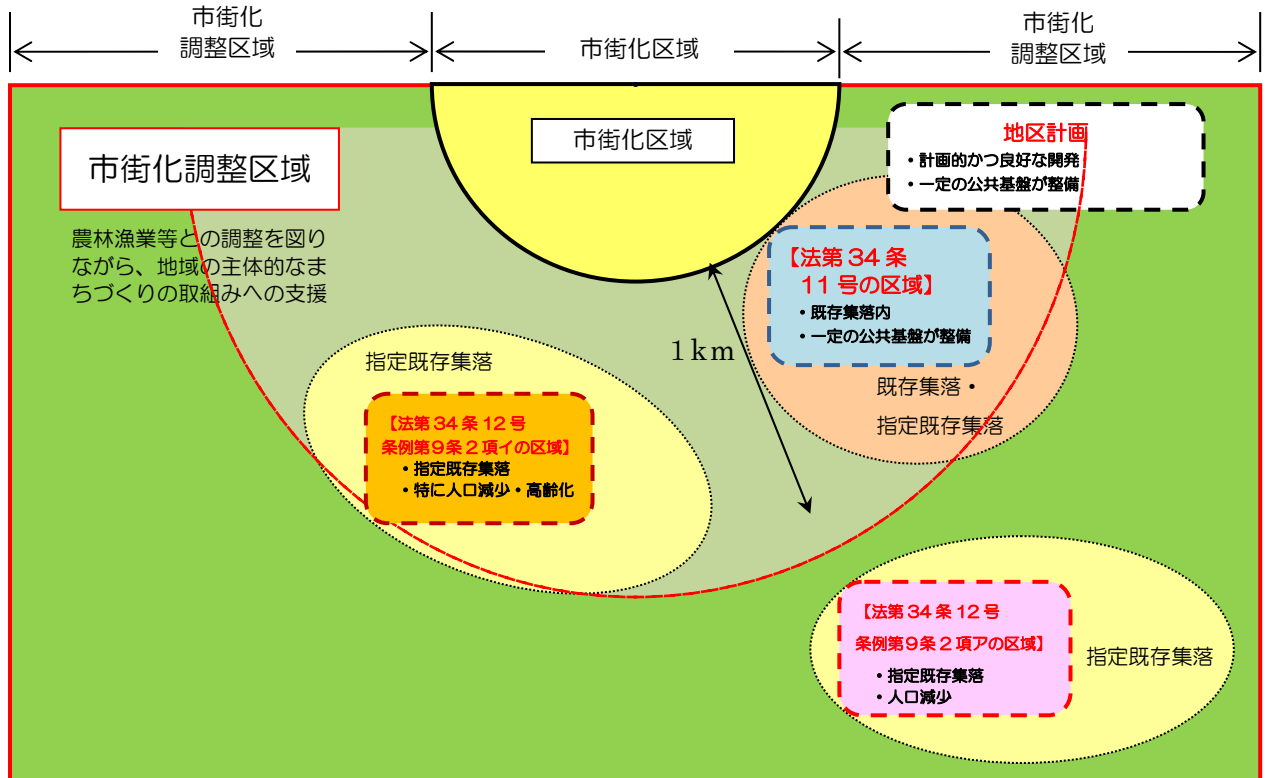 市街化
調整区域
市街化区域
市街化
調整区域
市街化区域
市街化調整区域
農林漁業等との調整を図り
ながら、地域の主体的なま
ちづくりの取組みへの支援
地区計画
・計画的かつ良好な開発
・一定の公共基盤が整備
【法第34条
11号の区域】
・既存集落内
・一定の公共基盤が整備
既存集落・
指定既存集落
1km
指定既存集落
【法第34条12号
条例第9条2項イの区域】
・指定既存集落
・特に人口減少・高齢化
【法第34条12号
条例第9条2項アの区域】
・指定既存集落
・人口減少
指定既存集落